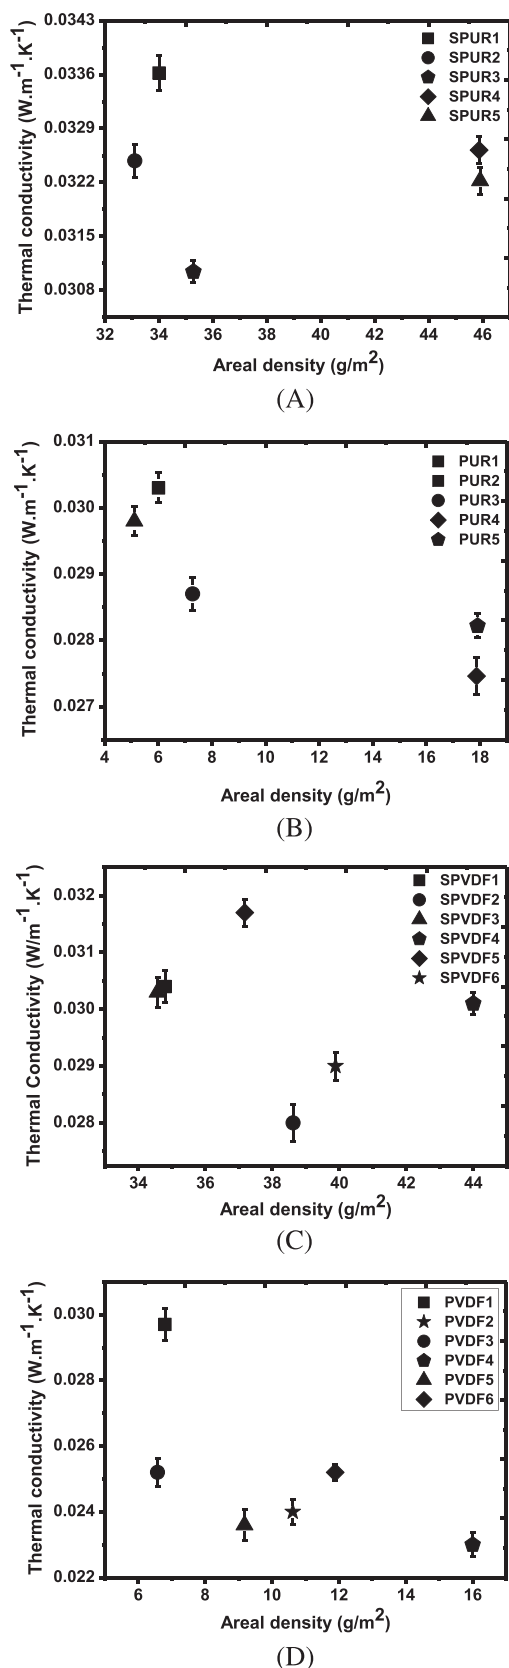 0.0343
0.0336
0.0329
0.0322
0.0315
0.0308
Thermal conductivity (W.m-1.K-1)
SPUR1
SPUR2
SPUR3
SPUR4
SPUR5
32 34 36 38 40 42 44 46
Areal density (g/m2)
(A)
0.031
0.030
0.029
0.028
0.027
Thermal conductivity (W.m-1.K-1)
PUR1
PUR2
PUR3
PUR4
PUR5
4 6 8 10 12 14 16 18
Areal density (g/m2)
(B)
0.032
0.031
0.030
0.029
0.028
Thermal Conductivity (W/m-1.K-1)
SPVDF1
SPVDF2
SPVDF3
SPVDF4
SPVDF5
SPVDF6
34 36 38 40 42 44
Areal density (g/m2)
(C)
0.030
0.028
0.026
0.024
0.022
Thermal conductivity (W.m-1.K-1)
PVDF1
PVDF2
PVDF3
PVDF4
PVDF5
PVDF6
6 8 10 12 14 16
Areal density (g/m2)
(D)